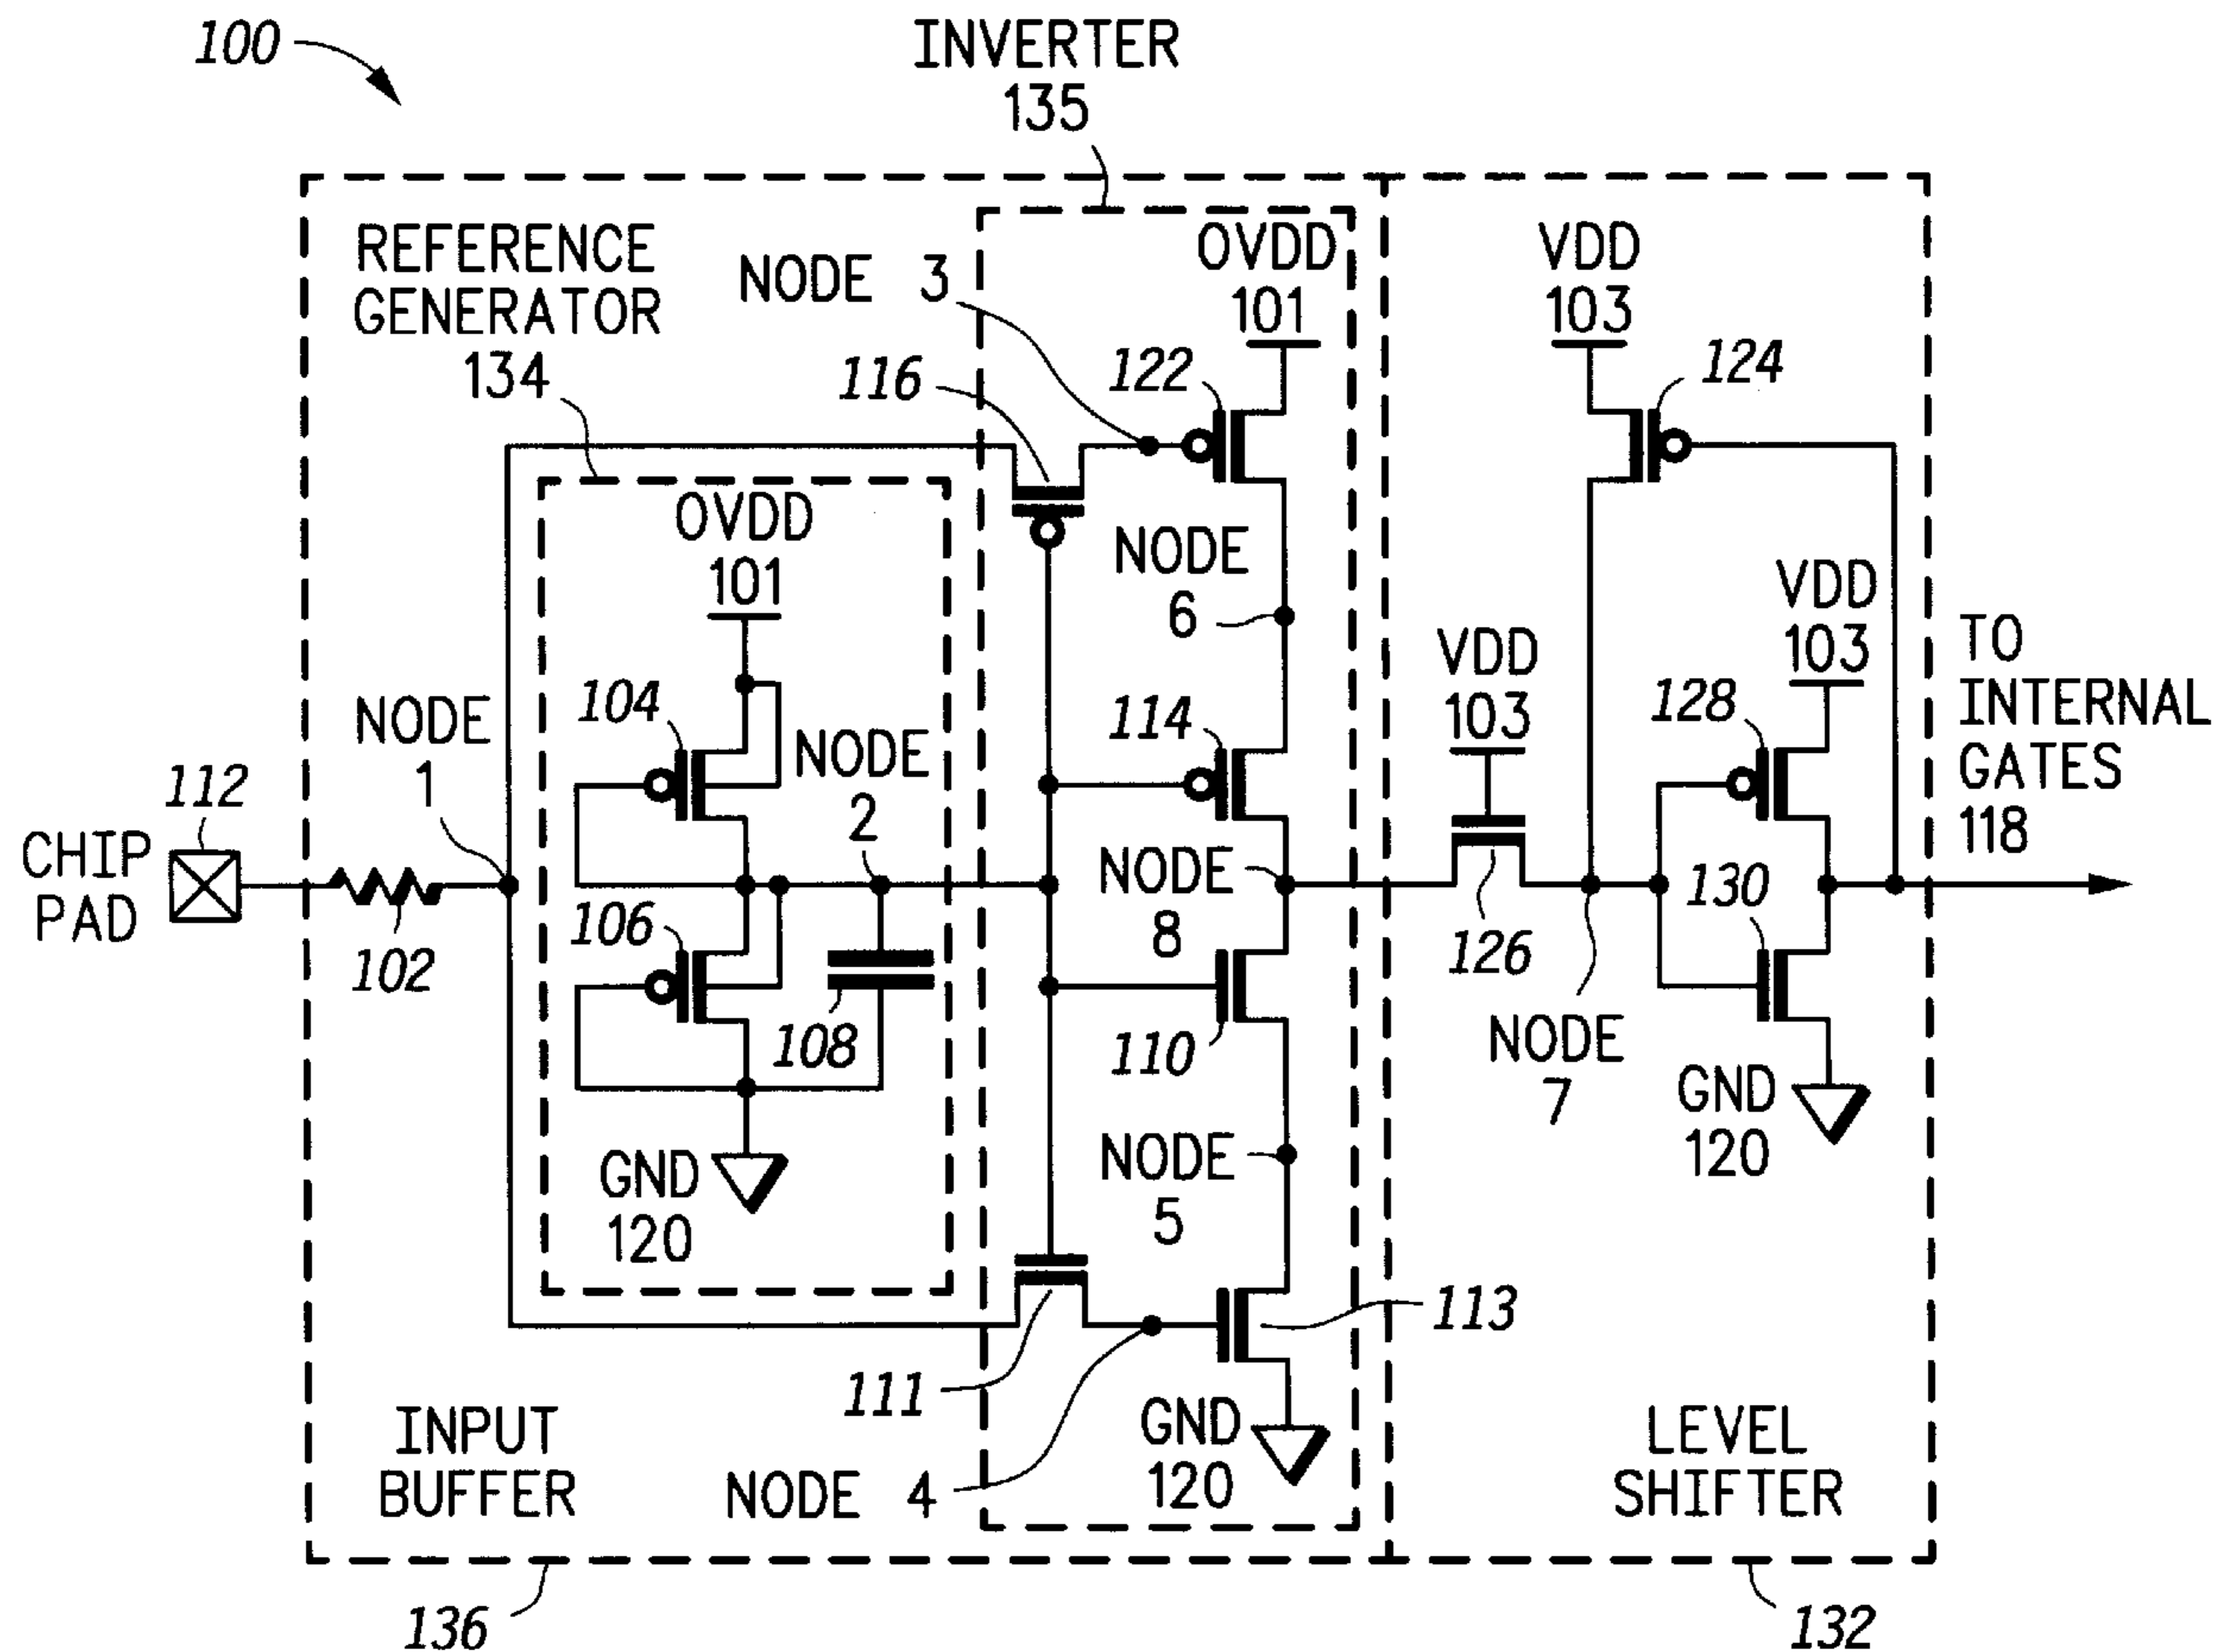 100
INVERTER
135
REFERENCE
GENERATOR
134
NODE 3
116
OVDD
101
122
VDD
103
124
OVDD
101
NODE
6
104
NODE
2
114
VDD
103
VDD
103
128
TO
INTERNAL
GATES
118
NODE
1
112
CHIP
PAD
102
106
108
NODE
8
110
126
130
NODE
7
GND
120
GND
120
NODE
5
113
111
GND
120
NODE 4
INPUT
BUFFER
136
LEVEL
SHIFTER
132